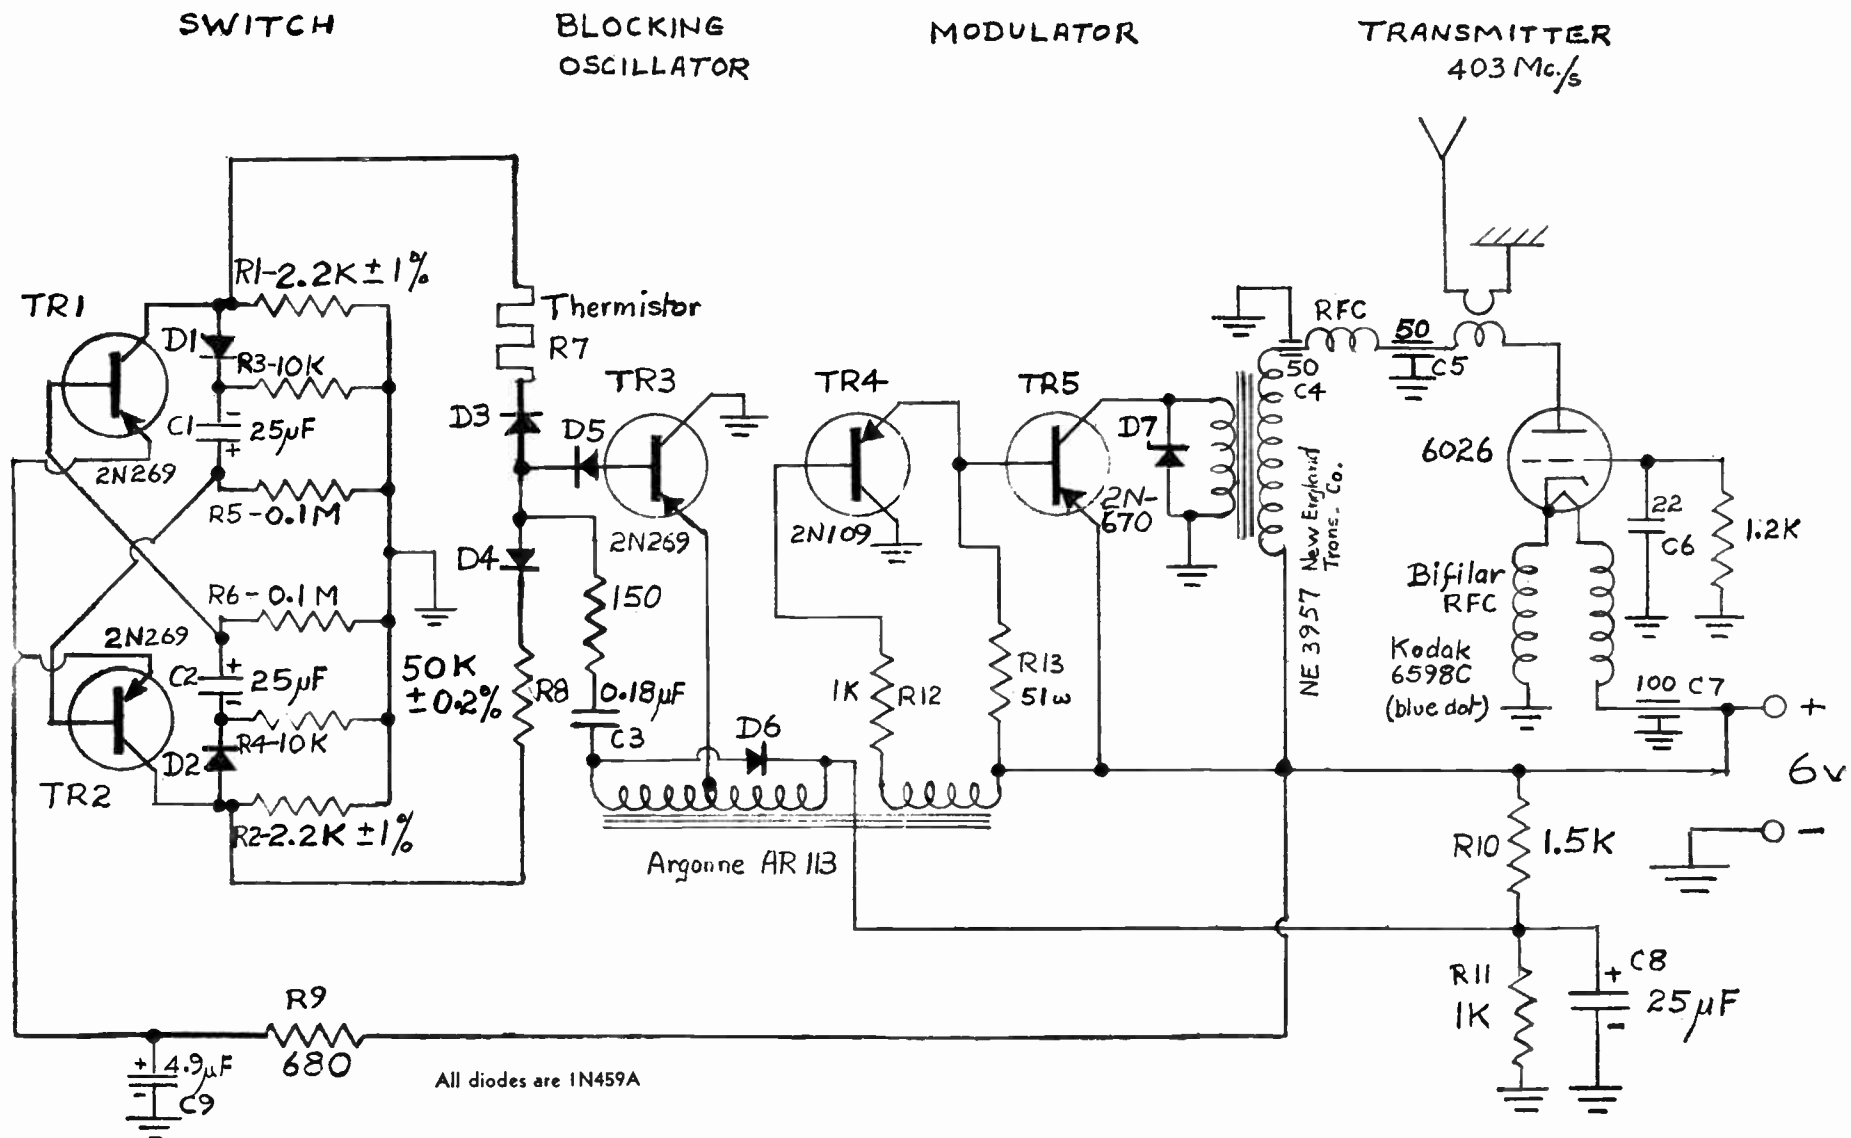 SWITCH
BLOCKING
OSCILLATOR
MODULATOR
TRANSMITTER
403 Mc./s
R1-2.2K ± 1%
TR1
D1
R3-10K
C1
-
25µF
+
2N269
R5-0.1M
R6-0.1M
2N269
C2
+
25µF
-
R4-10K
D2
TR2
R2-2.2K ± 1%
Thermistor
R7
D3
D5
TR3
2N269
D4
150
50K
± 0.2%
R8
0.18µF
C3
D6
Argonne AR 113
TR4
2N109
1K
R12
R13
51ω
TR5
2N-
670
D7
NE 3957 New England
Trans. Co.
50
C4
RFC
50
C5
6026
22
C6
1.2K
Bifilar
RFC
Kodak
6598C
(blue dot)
100 C7
+
6v
-
R10
1.5K
R11
1K
+
C8
25µF
-
R9
680
+
4.9µF
-
C9
All diodes are 1N459A